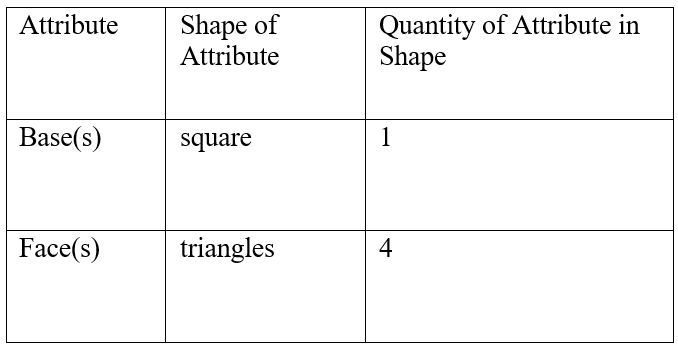 Attribute
Shape of
Attribute
Quantity of Attribute in
Shape
Base(s)
square
1
Face(s)
triangles
4